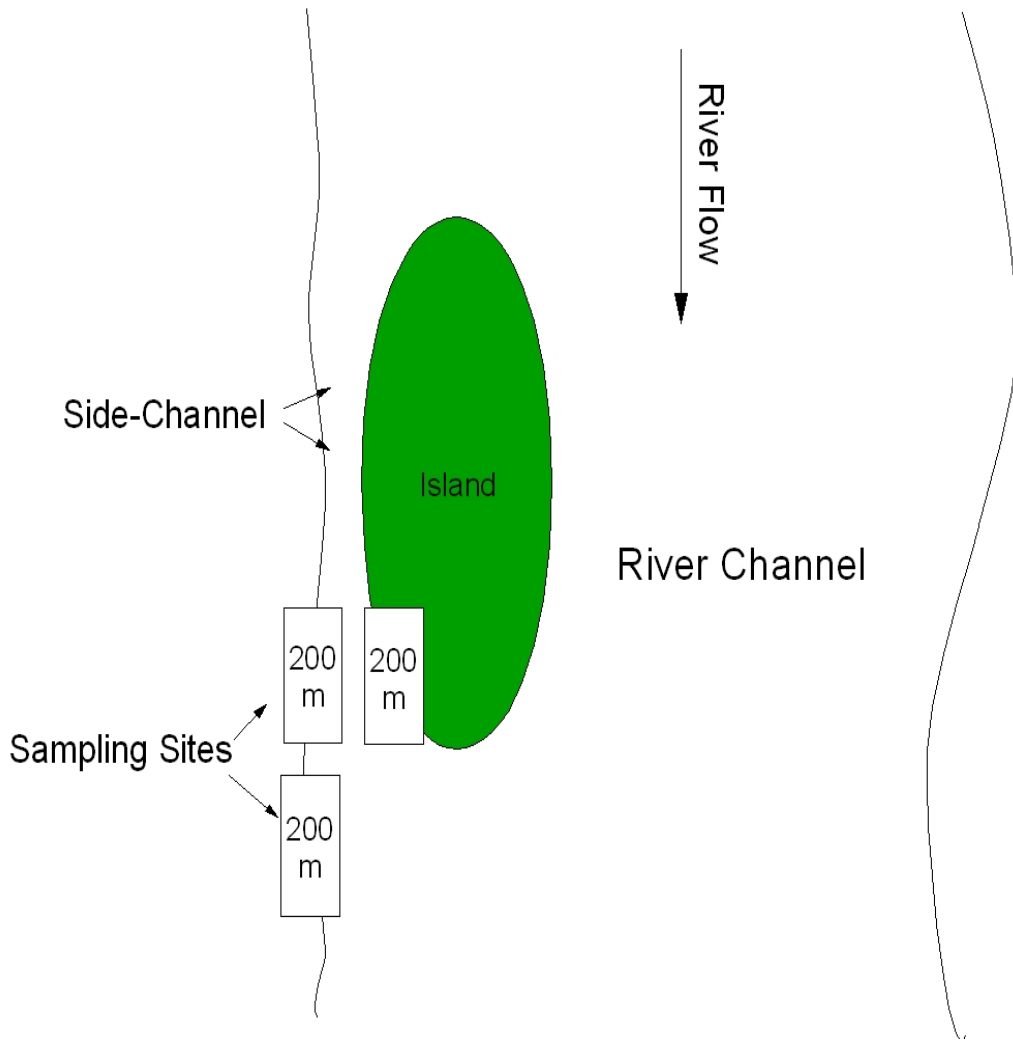 River Flow
Side-Channel
Island
River Channel
200
m
200
m
Sampling Sites
200
m